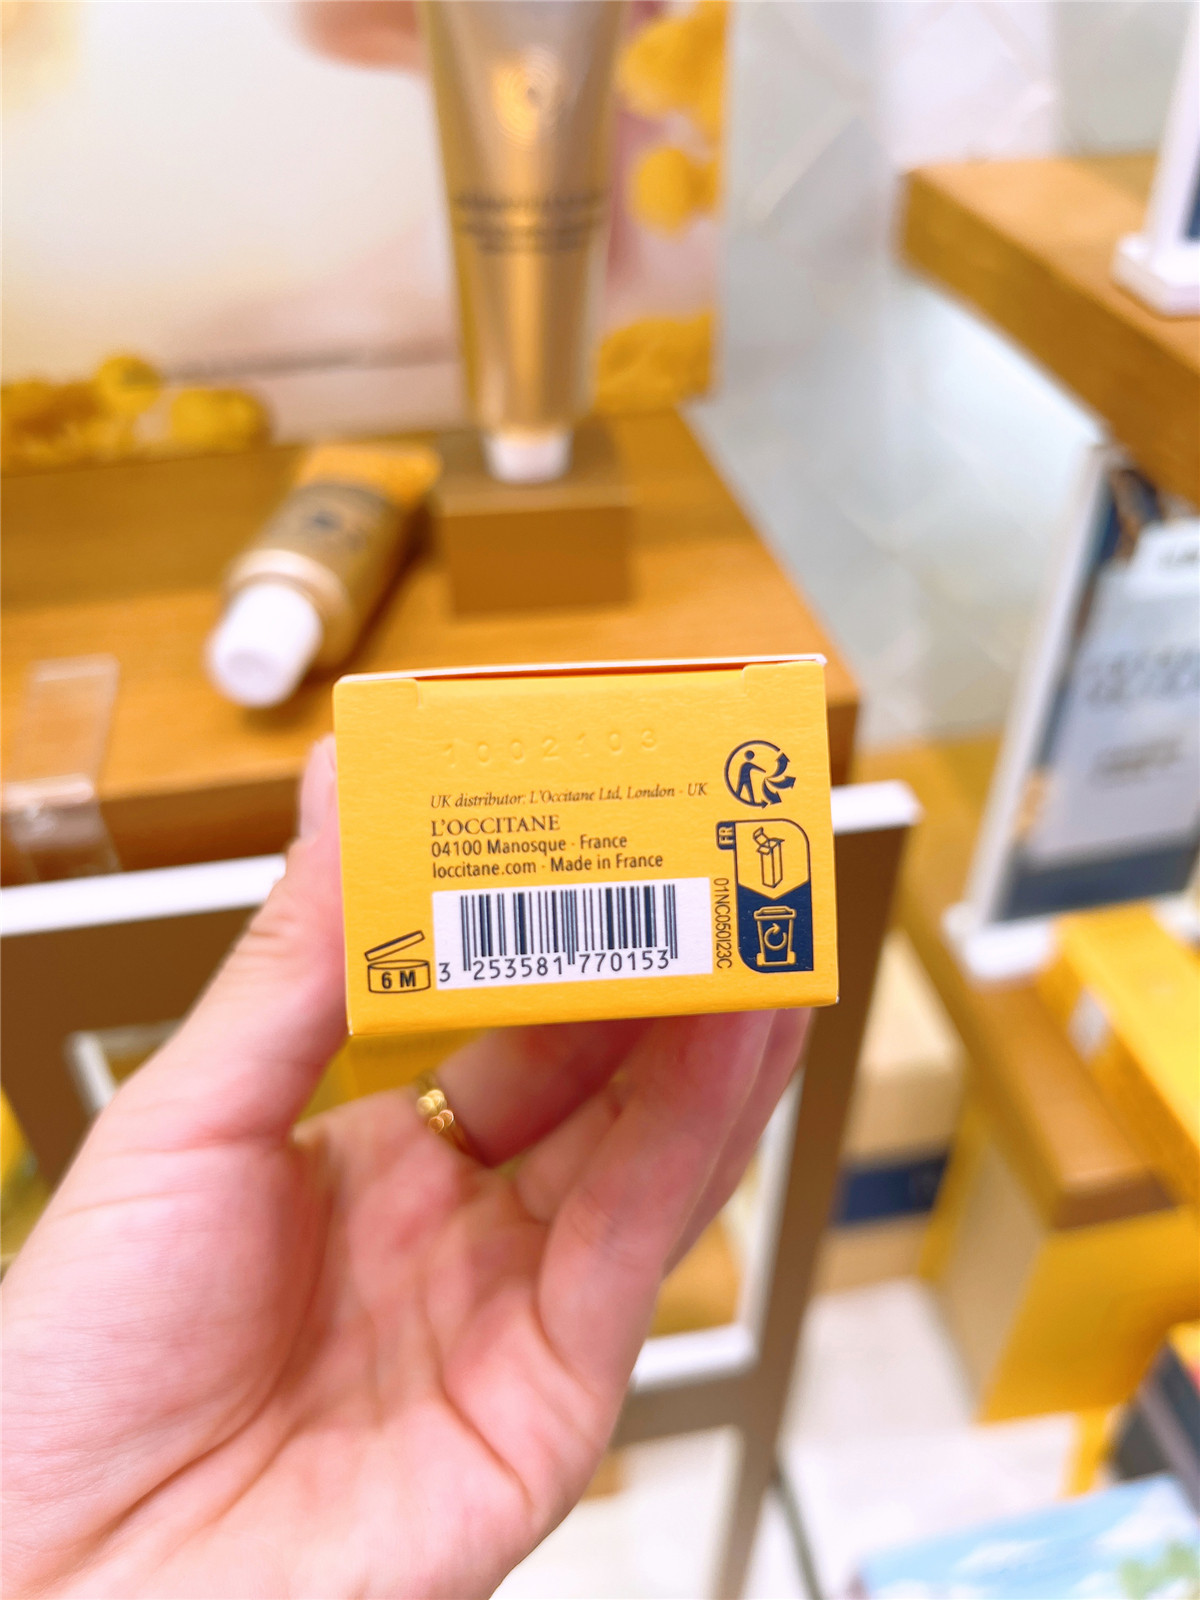 1002103
UK distributor: L'Occitane Ltd, London - UK
L'OCCITANE
04100 Manosque - France
loccitane.com - Made in France
FR
01NC050I23C
6 M
3 253581 770153